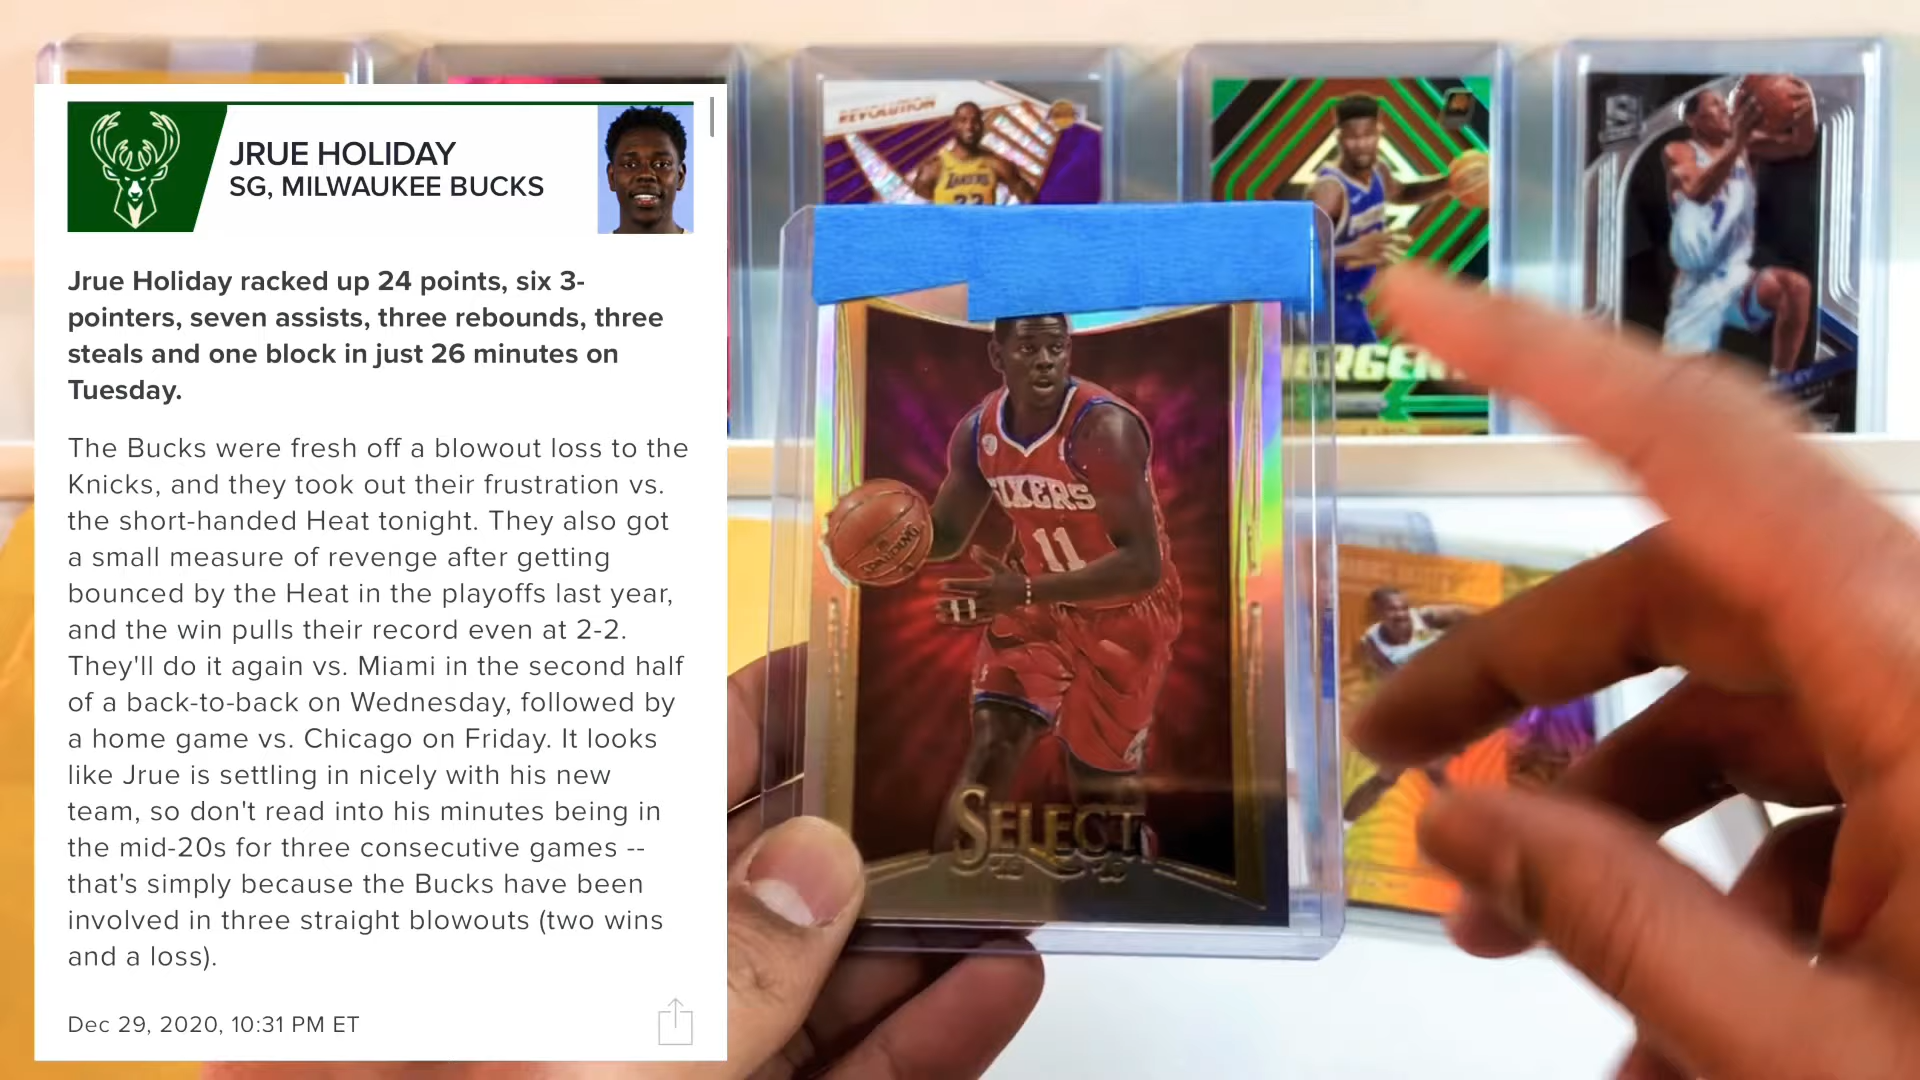 JRUE HOLIDAY
SG, MILWAUKEE BUCKS
Jrue Holiday racked up 24 points, six 3-
pointers, seven assists, three rebounds, three
steals and one block in just 26 minutes on
Tuesday.
The Bucks were fresh off a blowout loss to the
Knicks, and they took out their frustration vs.
the short-handed Heat tonight. They also got
a small measure of revenge after getting
bounced by the Heat in the playoffs last year,
and the win pulls their record even at 2-2.
They'll do it again vs. Miami in the second half
of a back-to-back on Wednesday, followed by
a home game vs. Chicago on Friday. It looks
like Jrue is settling in nicely with his new
team, so don't read into his minutes being in
the mid-20s for three consecutive games --
that's simply because the Bucks have been
involved in three straight blowouts (two wins
and a loss).
Dec 29, 2020, 10:31 PM ET
REVOLUTION
LAKERS
23
SIXERS
11
SPALDING
SELECT